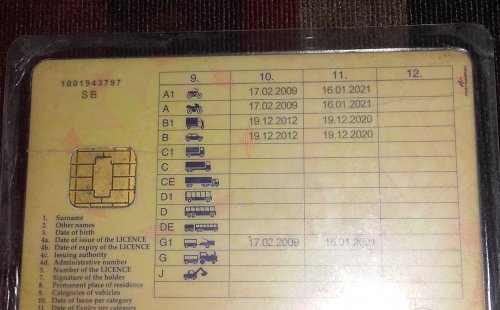 1001943797
SB
9. 10. 11. 12.
A1 17.02.2009 16.01.2021
A 17.02.2009 16.01.2021
B1 19.12.2012 19.12.2020
B 19.12.2012 19.12.2020
C1
C
CE
D1
D
DE
G1 17.02.2009 16.01.2021
G
J
1. Surname
2. Other names
3. Date of birth
4a. Date of issue of the LICENCE
4b. Date of expiry of the LICENCE
4c. Issuing authority
4d. Administrative number
5. Number of the LICENCE
7. Signature of the holder
8. Permanent place of residence
9. Categories of vehicles
10. Date of Issue per category
11. Date of Expiry per category